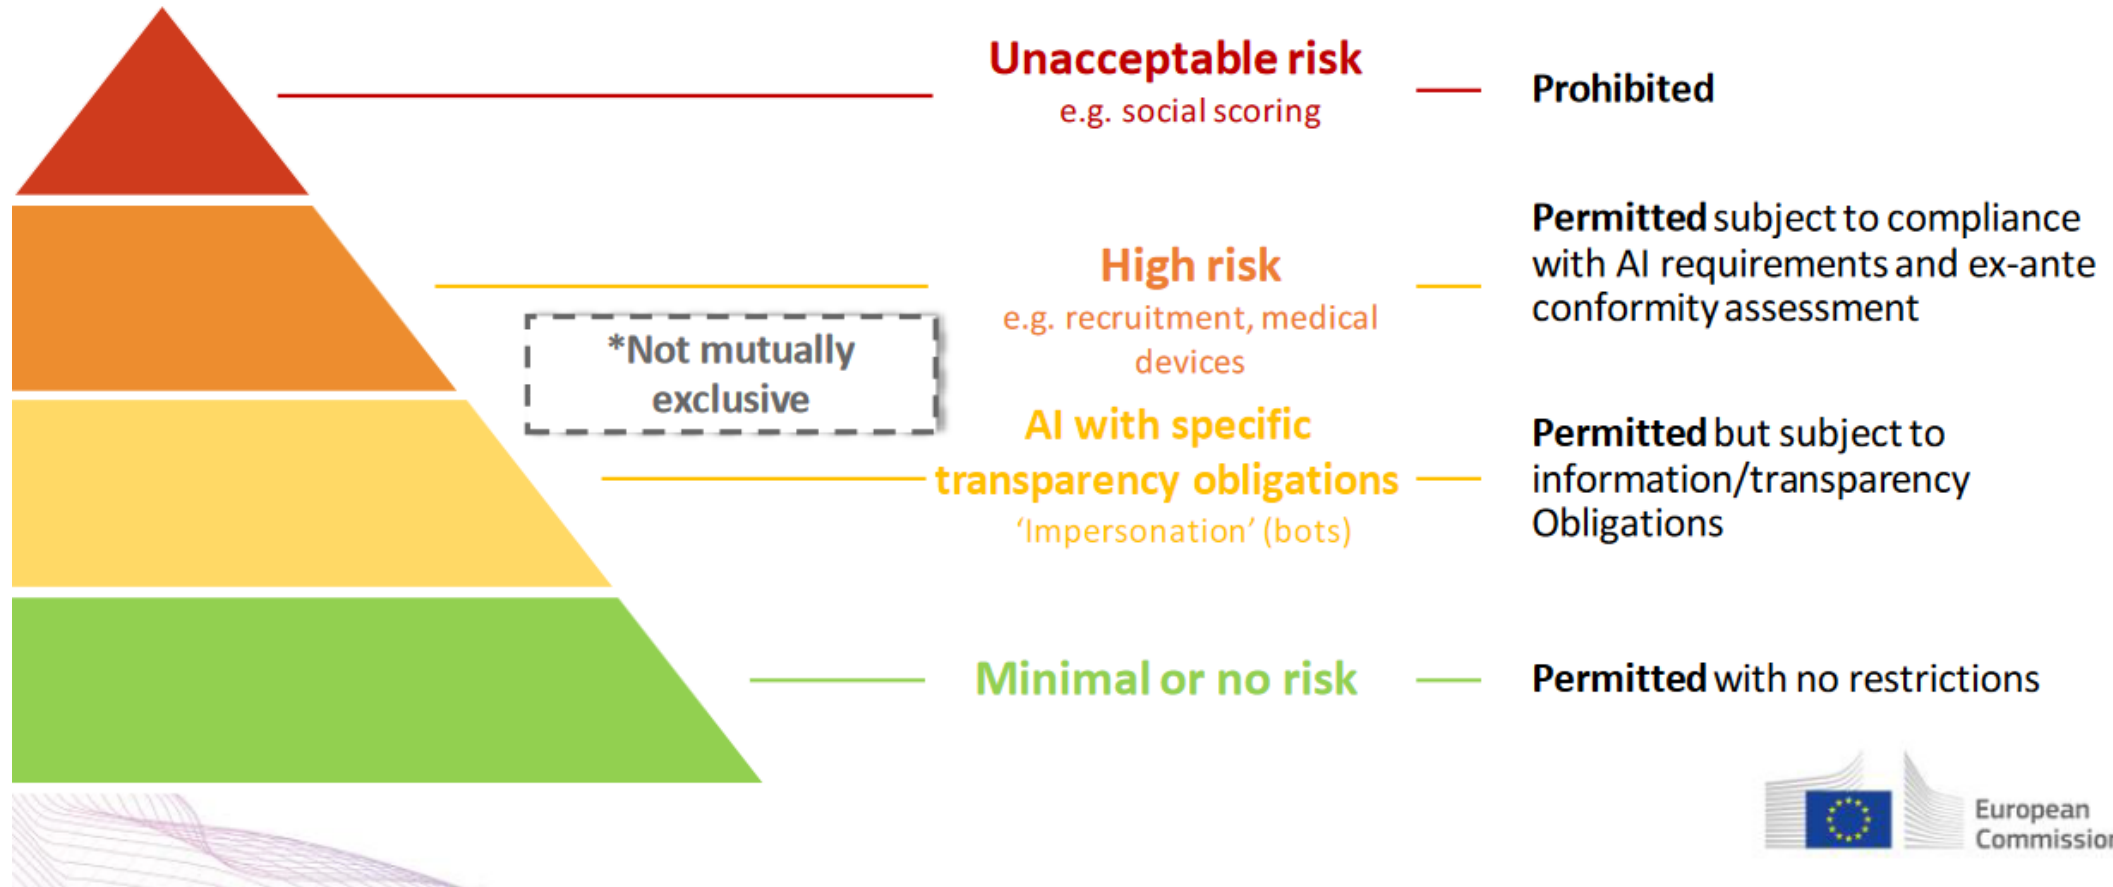 Unacceptable risk
e.g. social scoring
Prohibited
High risk
e.g. recruitment, medical
devices
Permitted subject to compliance
with AI requirements and ex-ante
conformity assessment
*Not mutually
exclusive
AI with specific
transparency obligations
‘Impersonation’ (bots)
Permitted but subject to
information/transparency
Obligations
Minimal or no risk
Permitted with no restrictions
European
Commission